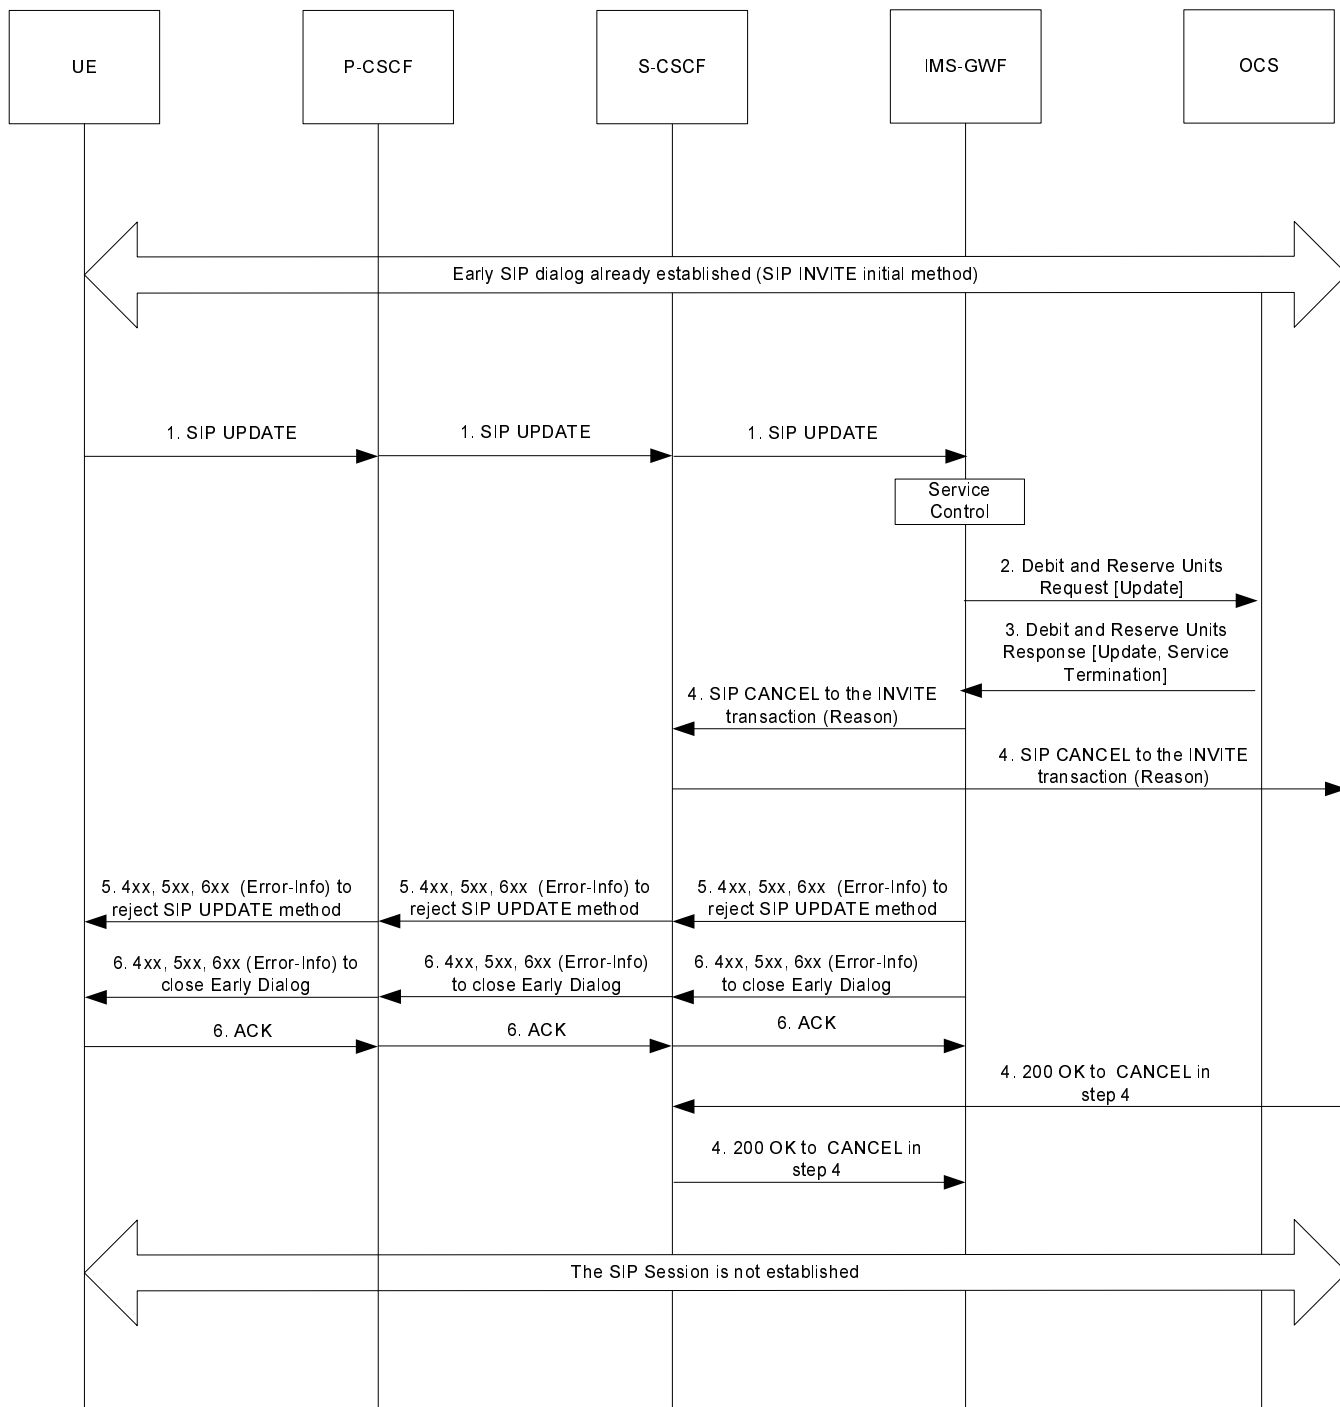 UE
P-CSCF
S-CSCF
IMS-GWF
OCS
Early SIP dialog already established (SIP INVITE initial method)
1. SIP UPDATE
1. SIP UPDATE
1. SIP UPDATE
Service
Control
2. Debit and Reserve Units
Request [Update]
3. Debit and Reserve Units
Response [Update, Service
Termination]
4. SIP CANCEL to the INVITE
transaction (Reason)
4. SIP CANCEL to the INVITE
transaction (Reason)
5. 4xx, 5xx, 6xx (Error-Info) to
reject SIP UPDATE method
5. 4xx, 5xx, 6xx (Error-Info) to
reject SIP UPDATE method
5. 4xx, 5xx, 6xx (Error-Info) to
reject SIP UPDATE method
6. 4xx, 5xx, 6xx (Error-Info) to
close Early Dialog
6. 4xx, 5xx, 6xx (Error-Info)
to close Early Dialog
6. 4xx, 5xx, 6xx (Error-Info)
to close Early Dialog
6. ACK
6. ACK
6. ACK
4. 200 OK to CANCEL in
step 4
4. 200 OK to CANCEL in
step 4
The SIP Session is not established